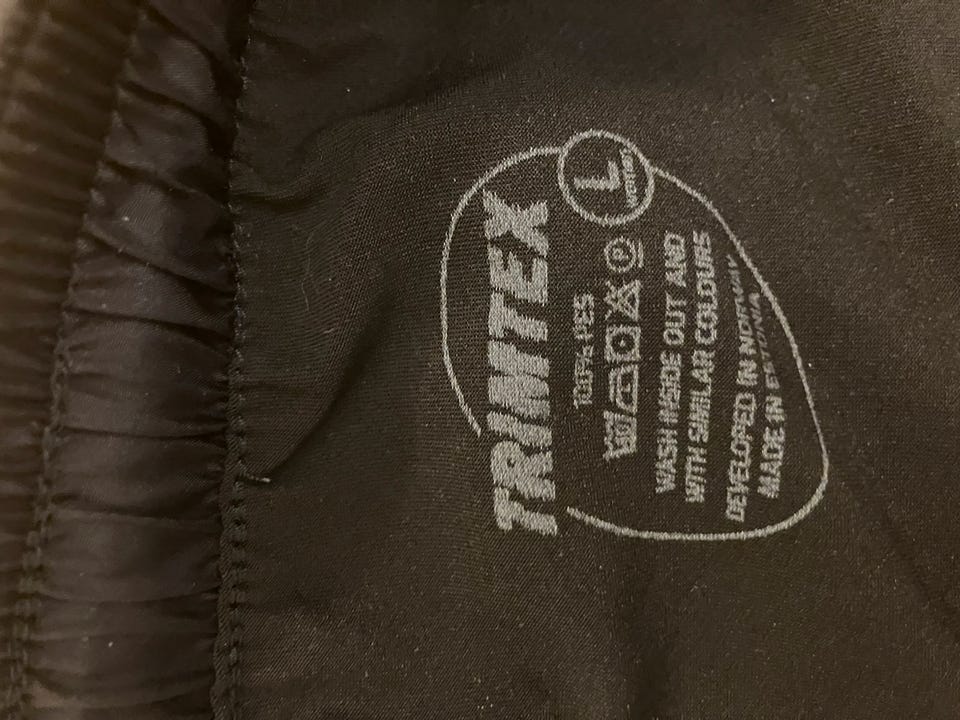 L
TRIMTEX
100% PES
WASH INSIDE OUT AND
WITH SIMILAR COLOURS
DEVELOPED IN NORWAY
MADE IN ESTONIA